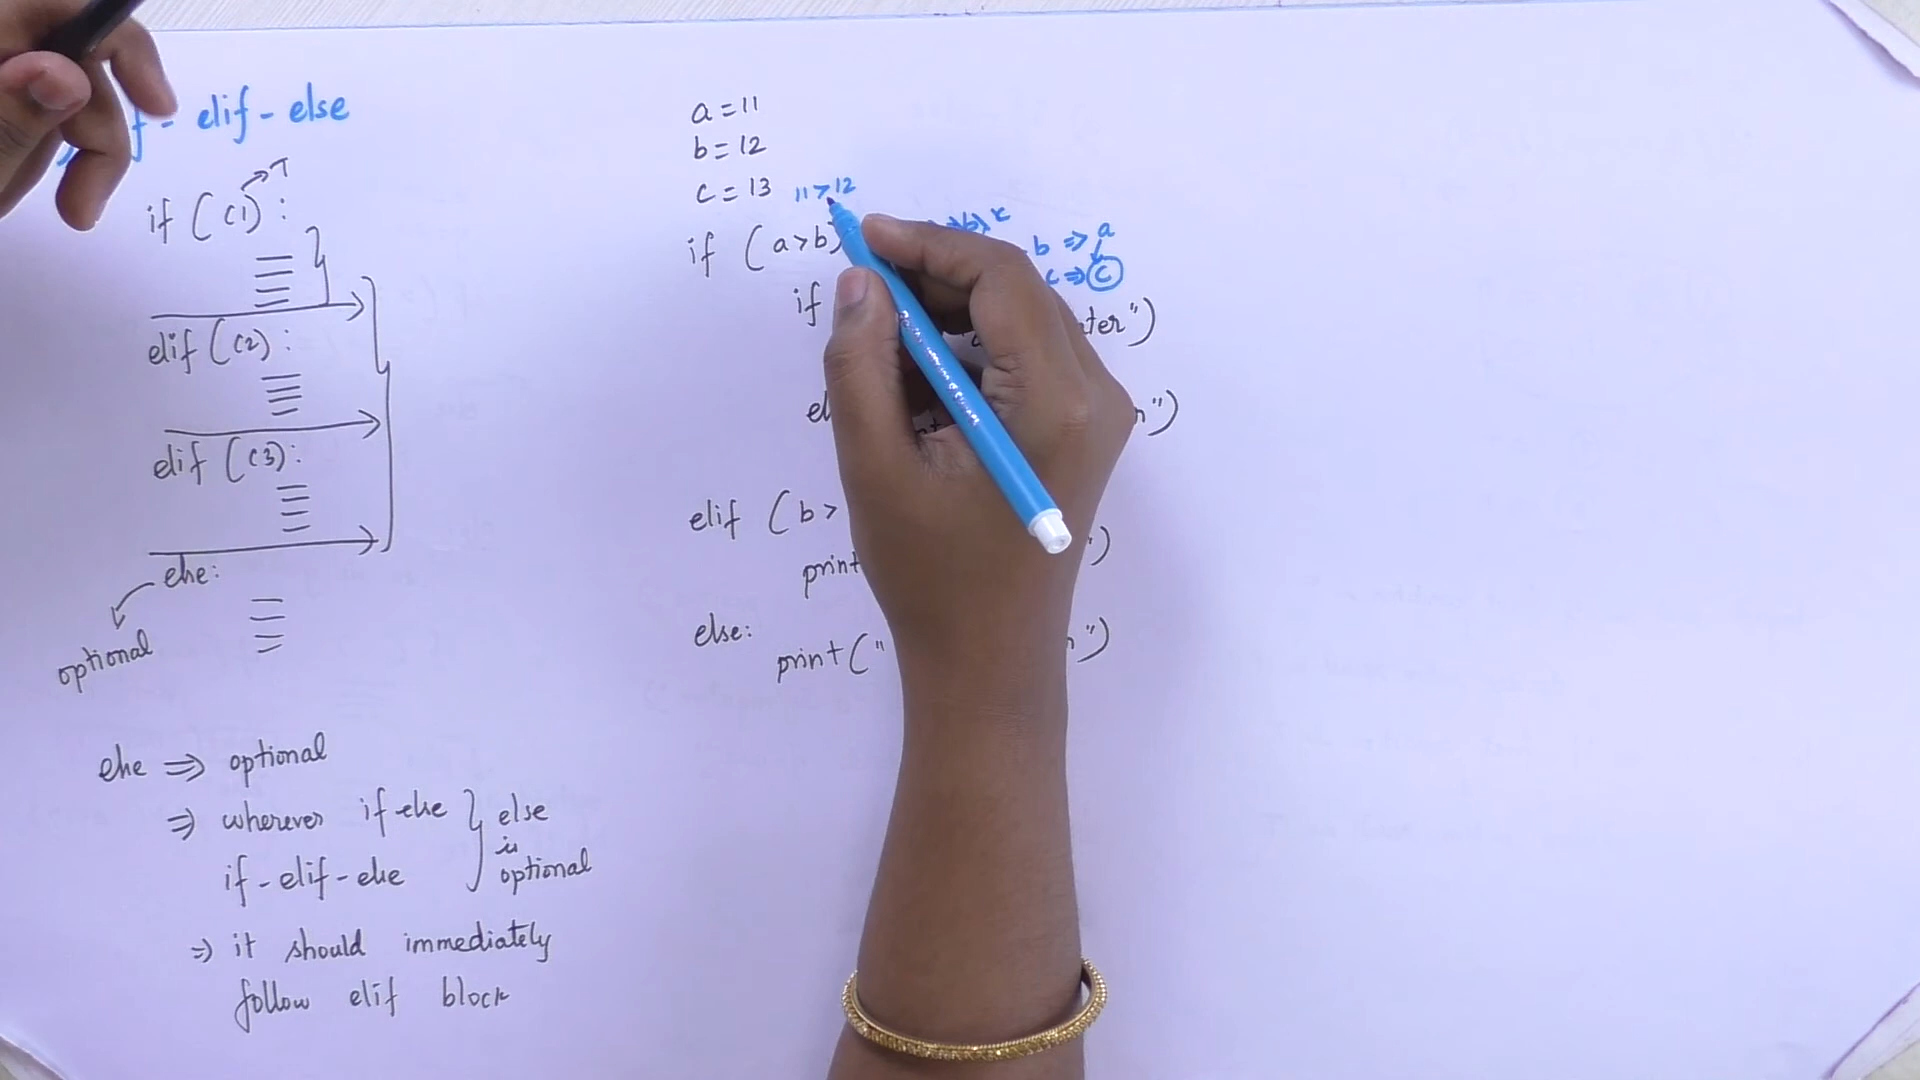 - elif - else
if (c1) :
T
elif (c2) :
elif (c3) :
else :
optional
else ⇒ optional
⇒ wherever if else
if - elif - else
else
is
optional
⇒ it should immediately
follow elif block
a = 11
b = 12
c = 13
11 > 12
if (a>b)
b ⇒ a
c ⇒ c
if
")
")
elif (b>
print
")
else:
print ("
")